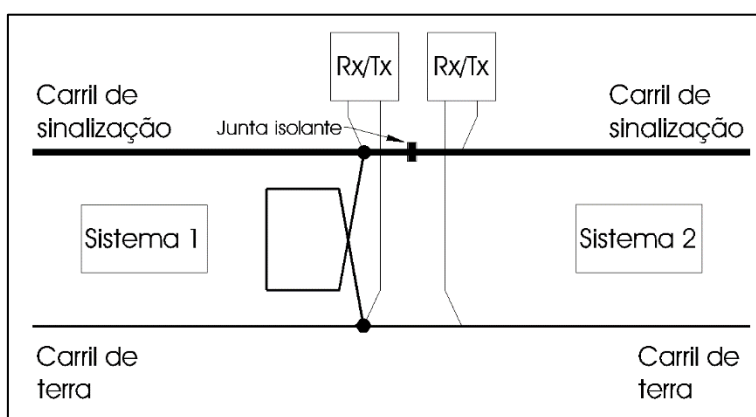 Rx/Tx
Rx/Tx
Carril de
sinalização
Junta isolante
Carril de
sinalização
Sistema 1
Sistema 2
Carril de
terra
Carril de
terra